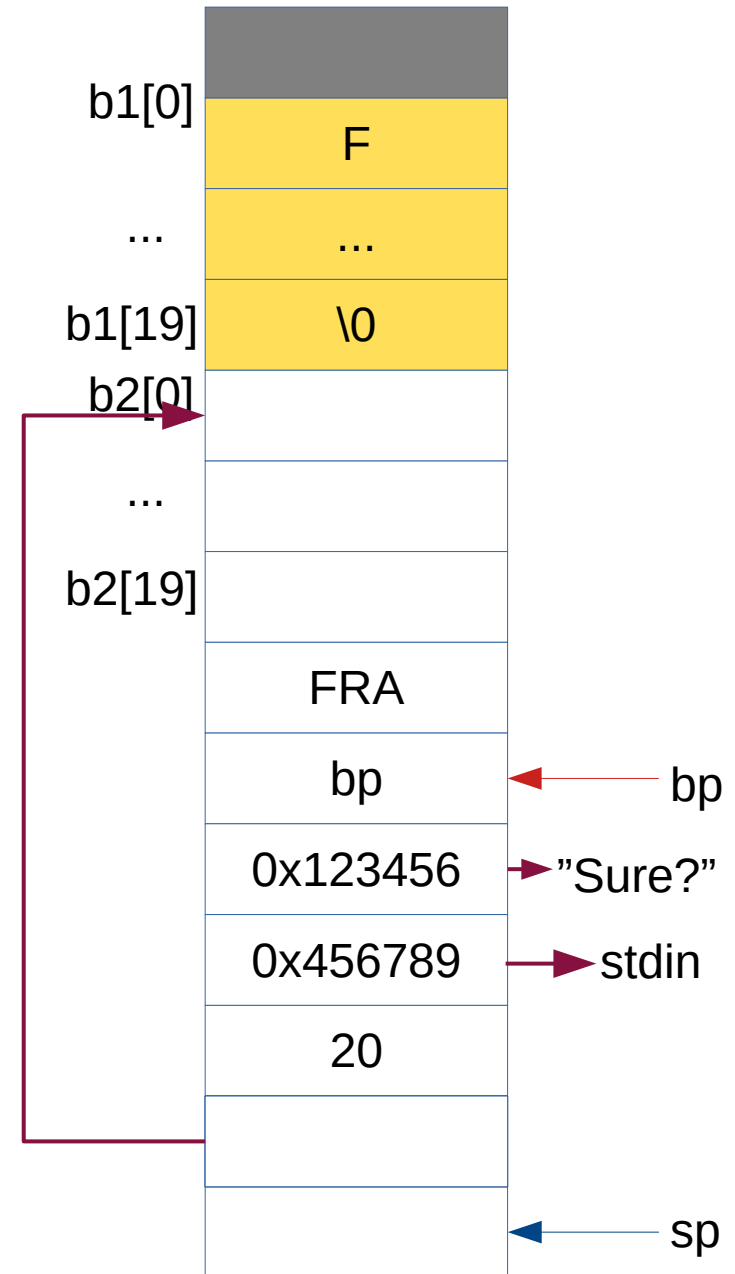 b1[0]
F
... ...
b1[19] \0
b2[0]
...
b2[19]
FRA
bp bp
0x123456 ”Sure?”
0x456789 stdin
20
sp